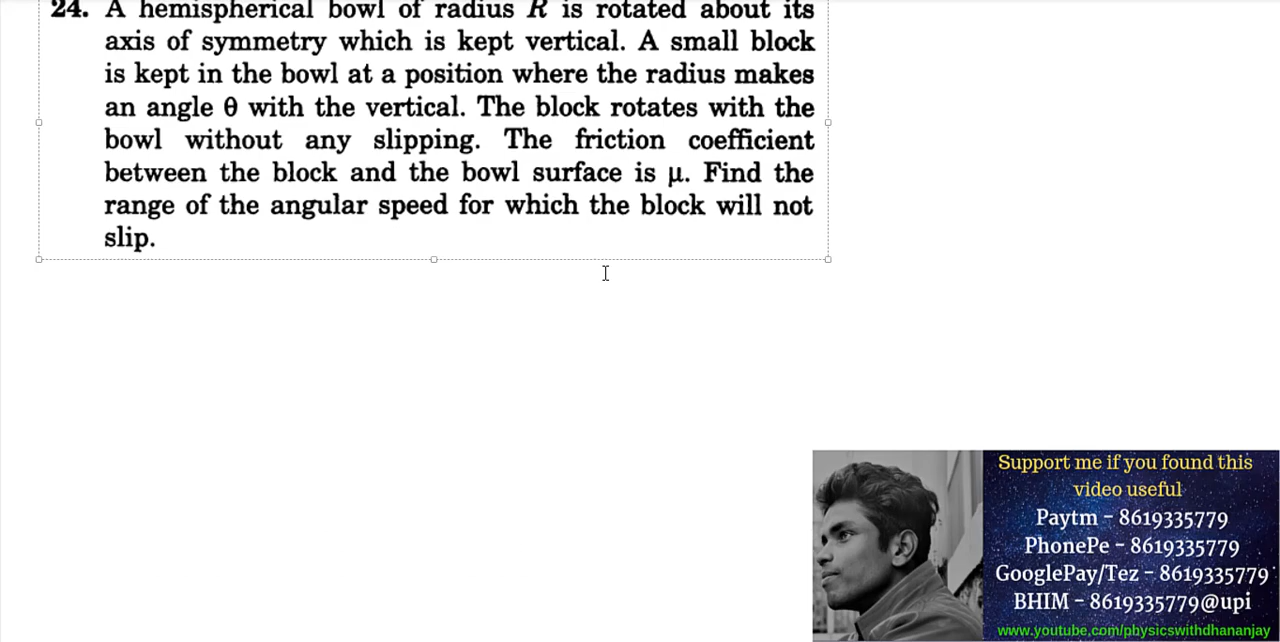 24. A hemispherical bowl of radius R is rotated about its
axis of symmetry which is kept vertical. A small block
is kept in the bowl at a position where the radius makes
an angle θ with the vertical. The block rotates with the
bowl without any slipping. The friction coefficient
between the block and the bowl surface is μ. Find the
range of the angular speed for which the block will not
slip.
Support me if you found this
video useful
Paytm - 8619335779
PhonePe - 8619335779
GooglePay/Tez - 8619335779
BHIM - 8619335779@upi
www.youtube.com/physicswithdhananjay